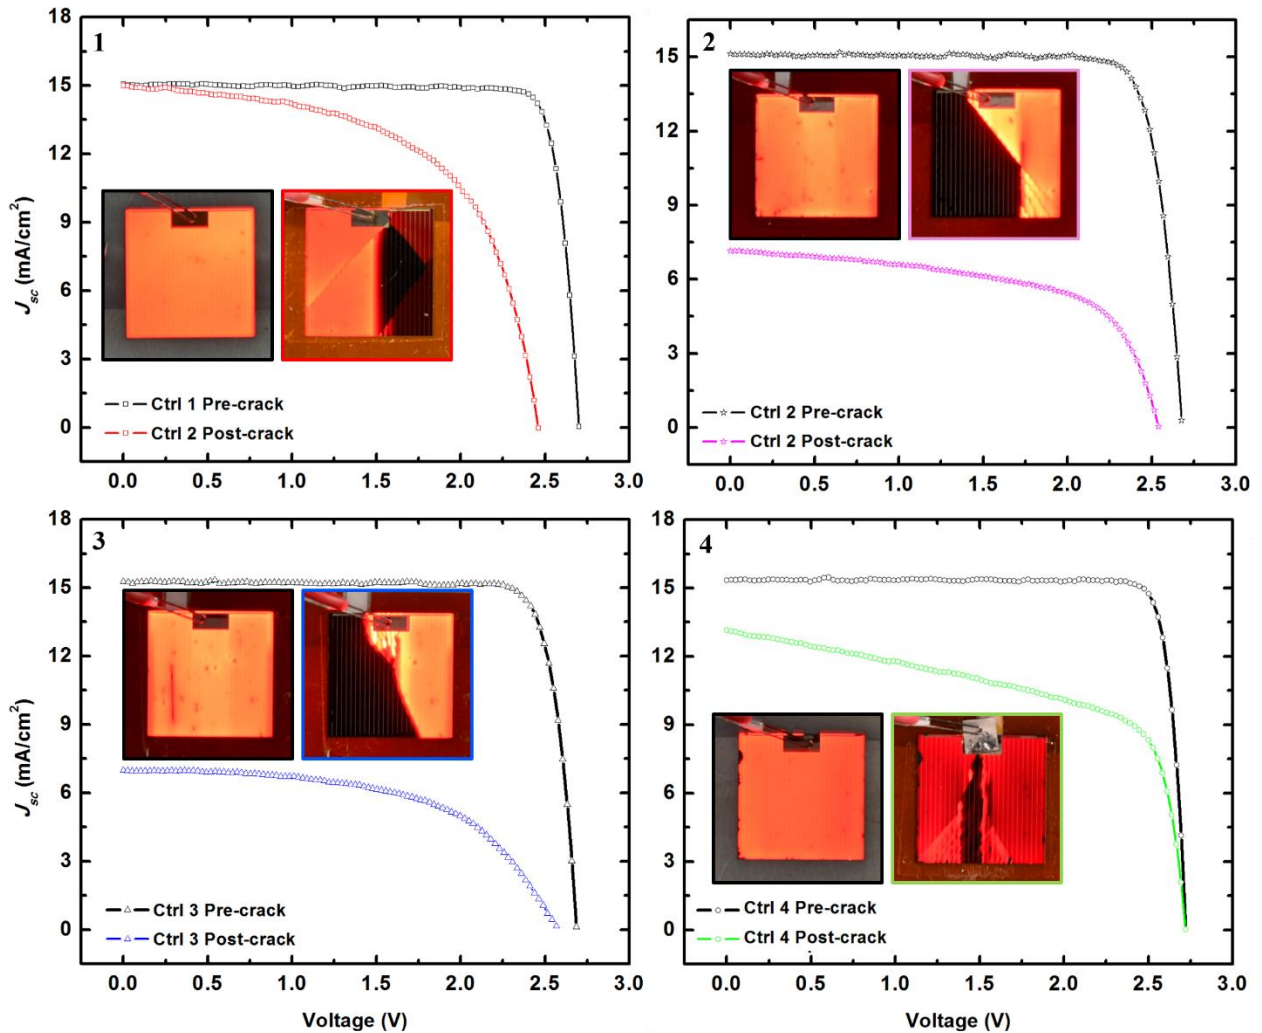 1
18
15
12
9
6
3
0
J_sc (mA/cm²)
Ctrl 1 Pre-crack
Ctrl 2 Post-crack
0.0 0.5 1.0 1.5 2.0 2.5 3.0
2
18
15
12
9
6
3
0
Ctrl 2 Pre-crack
Ctrl 2 Post-crack
0.0 0.5 1.0 1.5 2.0 2.5 3.0
3
18
15
12
9
6
3
0
J_sc (mA/cm²)
Ctrl 3 Pre-crack
Ctrl 3 Post-crack
0.0 0.5 1.0 1.5 2.0 2.5 3.0
Voltage (V)
4
18
15
12
9
6
3
0
Ctrl 4 Pre-crack
Ctrl 4 Post-crack
0.0 0.5 1.0 1.5 2.0 2.5 3.0
Voltage (V)